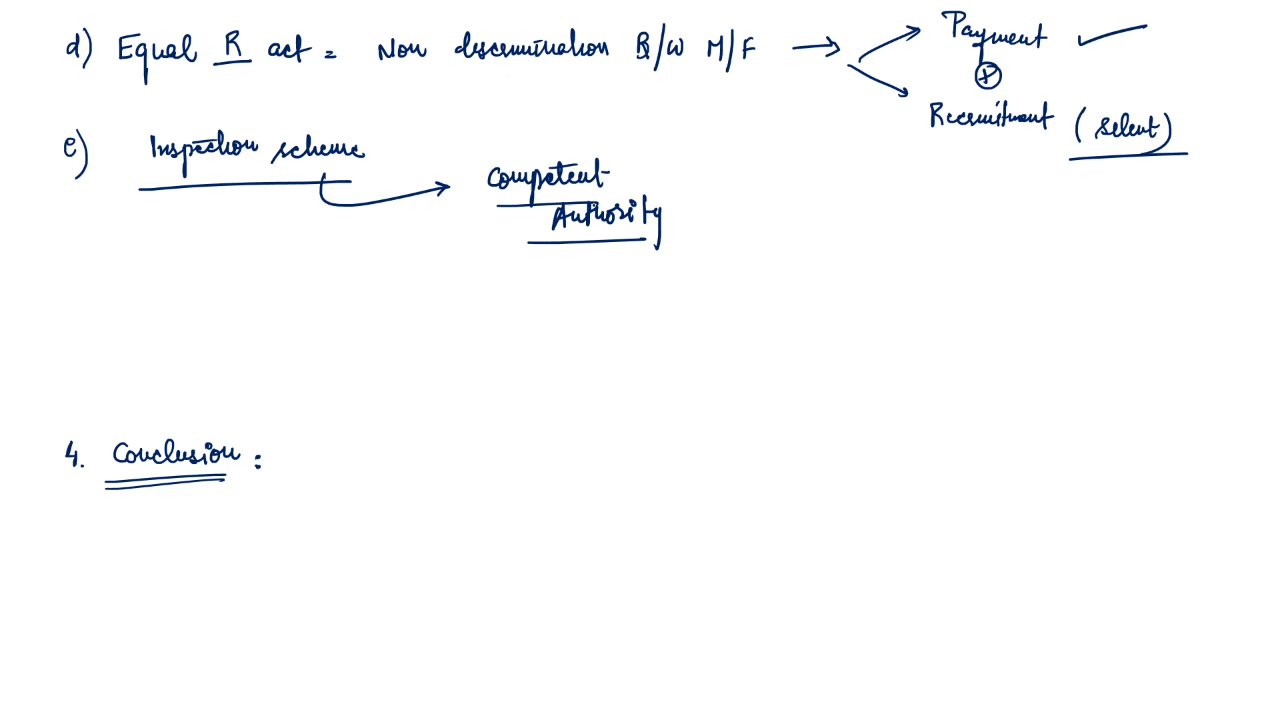 d) Equal R act = Non discrimination B/w M/F → Payment ✓
⊕
Recruitment (select)
e) Inspection scheme → Competent
Authority
4. Conclusion :